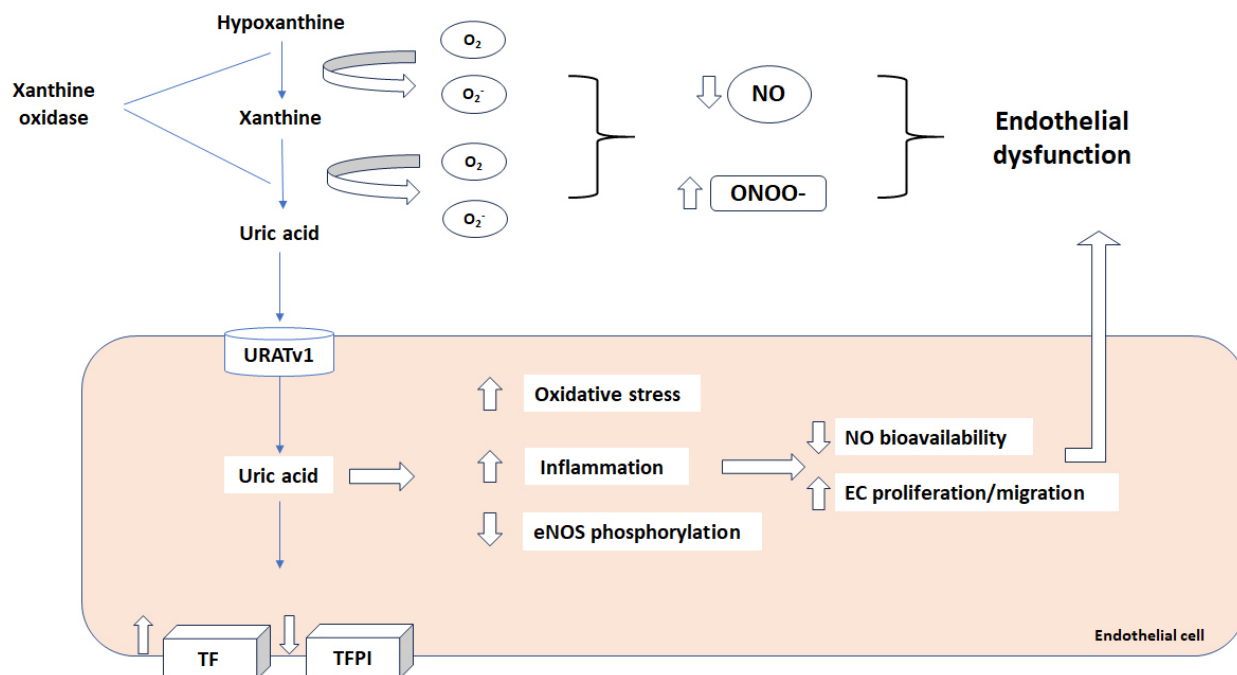 Hypoxanthine
O₂
Xanthine
oxidase
O₂⁻
NO
Xanthine
Endothelial
dysfunction
O₂
ONOO-
O₂⁻
Uric acid
URATv1
Oxidative stress
NO bioavailability
Uric acid
Inflammation
EC proliferation/migration
eNOS phosphorylation
Endothelial cell
TF
TFPI